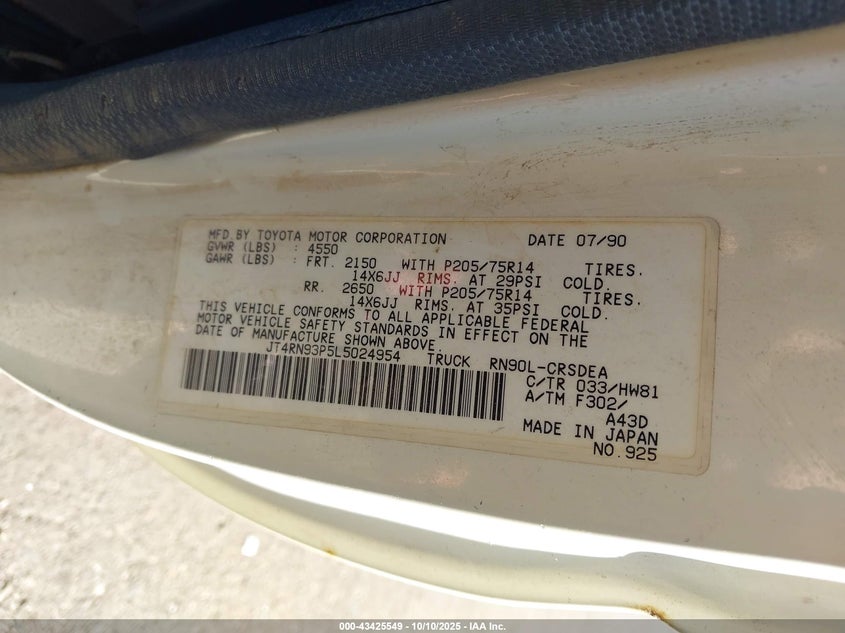 MFD.BY TOYOTA MOTOR CORPORATION DATE 07/90
GVWR (LBS) : 4550
GAWR (LBS) : FRT. 2150 WITH P205/75R14 TIRES.
14X6JJ RIMS. AT 29PSI COLD.
RR. 2650 WITH P205/75R14 TIRES.
14X6JJ RIMS. AT 35PSI COLD.
THIS VEHICLE CONFORMS TO ALL APPLICABLE FEDERAL
MOTOR VEHICLE SAFETY STANDARDS IN EFFECT ON THE
DATE OF MANUFACTURE SHOWN ABOVE.
JT4RN93P5L5024954 TRUCK RN90L-CRSDEA
C/TR 033/HW81
A/TM F302/
A43D
MADE IN JAPAN
NO.925
000-43425549 - 10/10/2025 - IAA Inc.